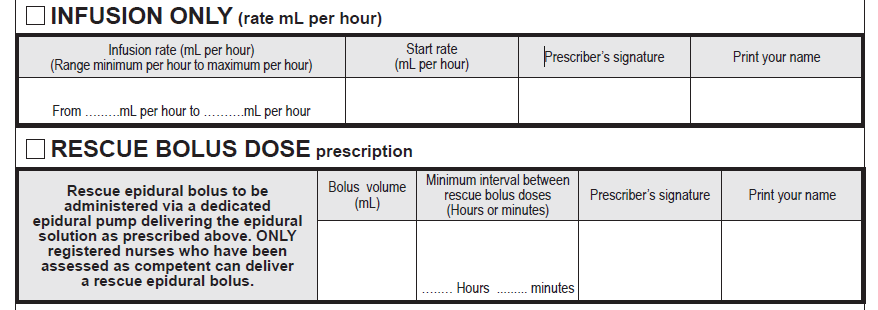 INFUSION ONLY (rate mL per hour)
Infusion rate (mL per hour)
(Range minimum per hour to maximum per hour)
Start rate
(mL per hour)
Prescriber's signature
Print your name
From .........mL per hour to ..........mL per hour
RESCUE BOLUS DOSE prescription
Rescue epidural bolus to be
administered via a dedicated
epidural pump delivering the epidural
solution as prescribed above. ONLY
registered nurses who have been
assessed as competent can deliver
a rescue epidural bolus.
Bolus volume
(mL)
Minimum interval between
rescue bolus doses
(Hours or minutes)
Prescriber's signature
Print your name
........ Hours ......... minutes